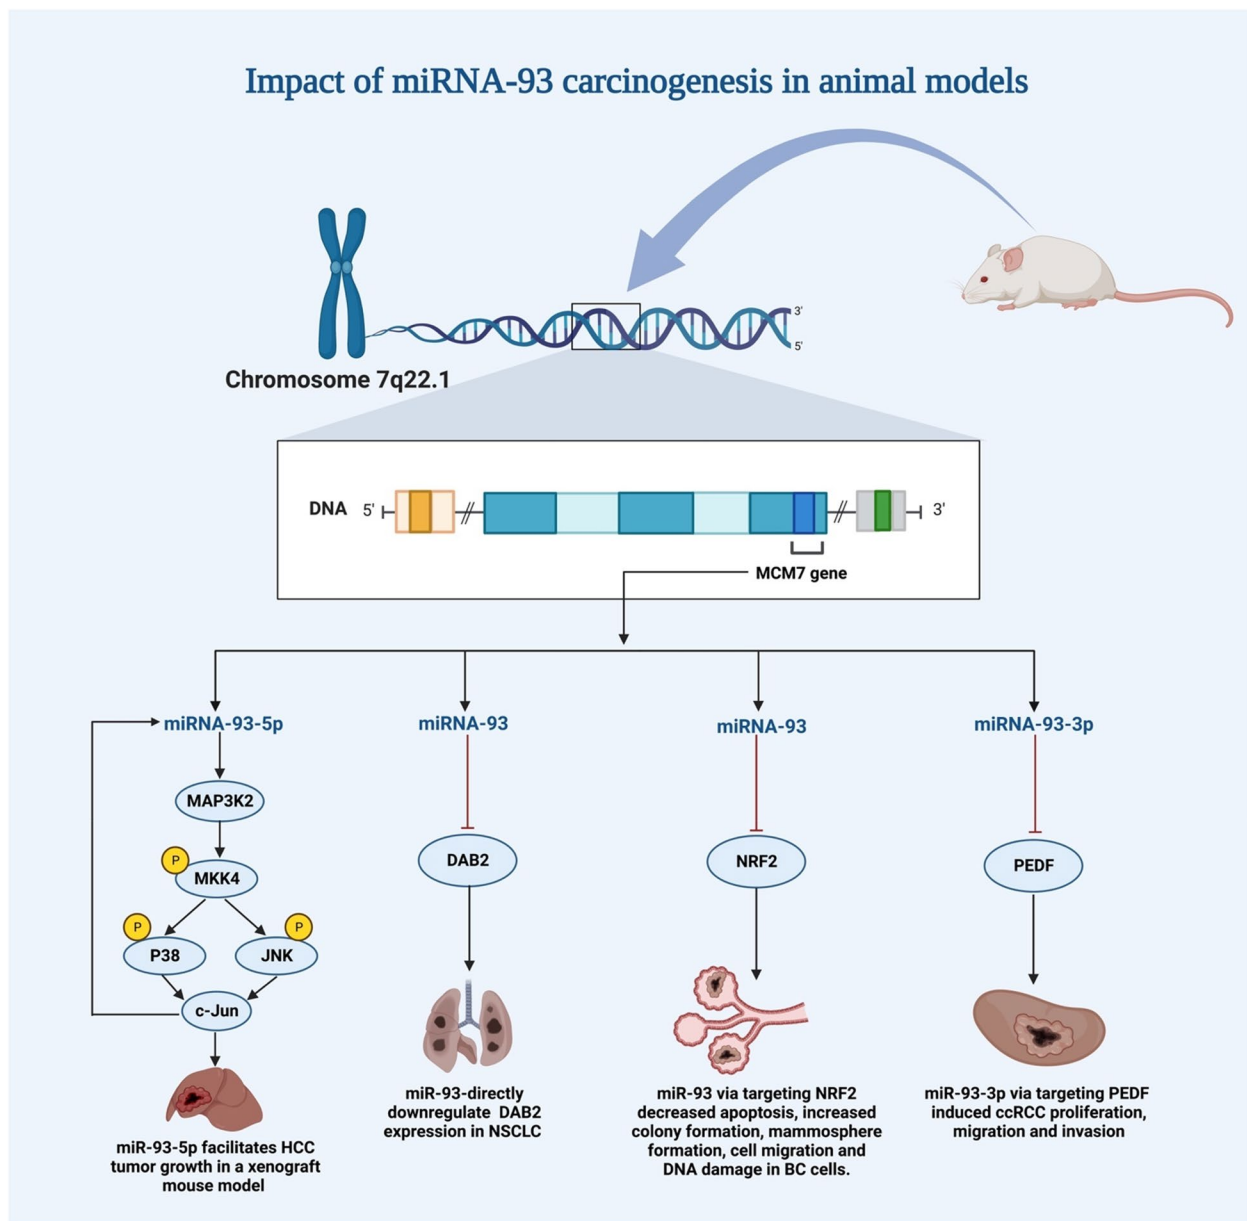 Impact of miRNA-93 carcinogenesis in animal models
3'
5'
Chromosome 7q22.1
DNA 5' 3'
MCM7 gene
miRNA-93-5p
MAP3K2
P
MKK4
P
P
P38
JNK
c-Jun
miR-93-5p facilitates HCC
tumor growth in a xenograft
mouse model
miRNA-93
DAB2
miR-93-directly
downregulate DAB2
expression in NSCLC
miRNA-93
NRF2
miR-93 via targeting NRF2
decreased apoptosis, increased
colony formation, mammosphere
formation, cell migration and
DNA damage in BC cells.
miRNA-93-3p
PEDF
miR-93-3p via targeting PEDF
induced ccRCC proliferation,
migration and invasion